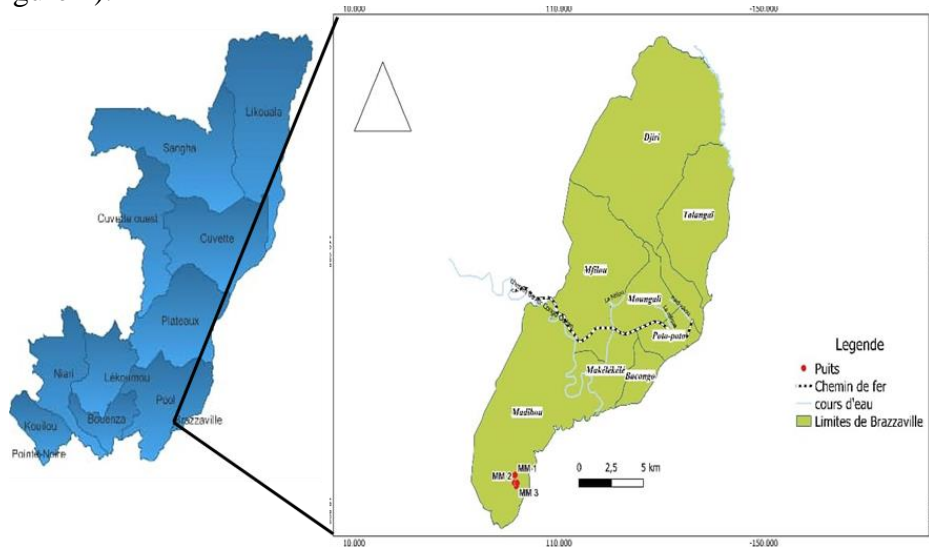 10.000
110.000
-150.000
Likouala
Sangha
Cuvette ouest
Cuvette
Plateaux
Niari
Lékoumou
Pool
Bouenza
Kouilou
Brazzaville
Pointe-Noire
Djiri
Talangaï
Mfilou
Moungali
Poto-poto
Makélékélé
Bacongo
Madibou
MM-1
MM 2
MM 3
0 2,5 5 km
Legende
Puits
Chemin de fer
cours d'eau
Limites de Brazzaville
10.000
110.000
-150.000